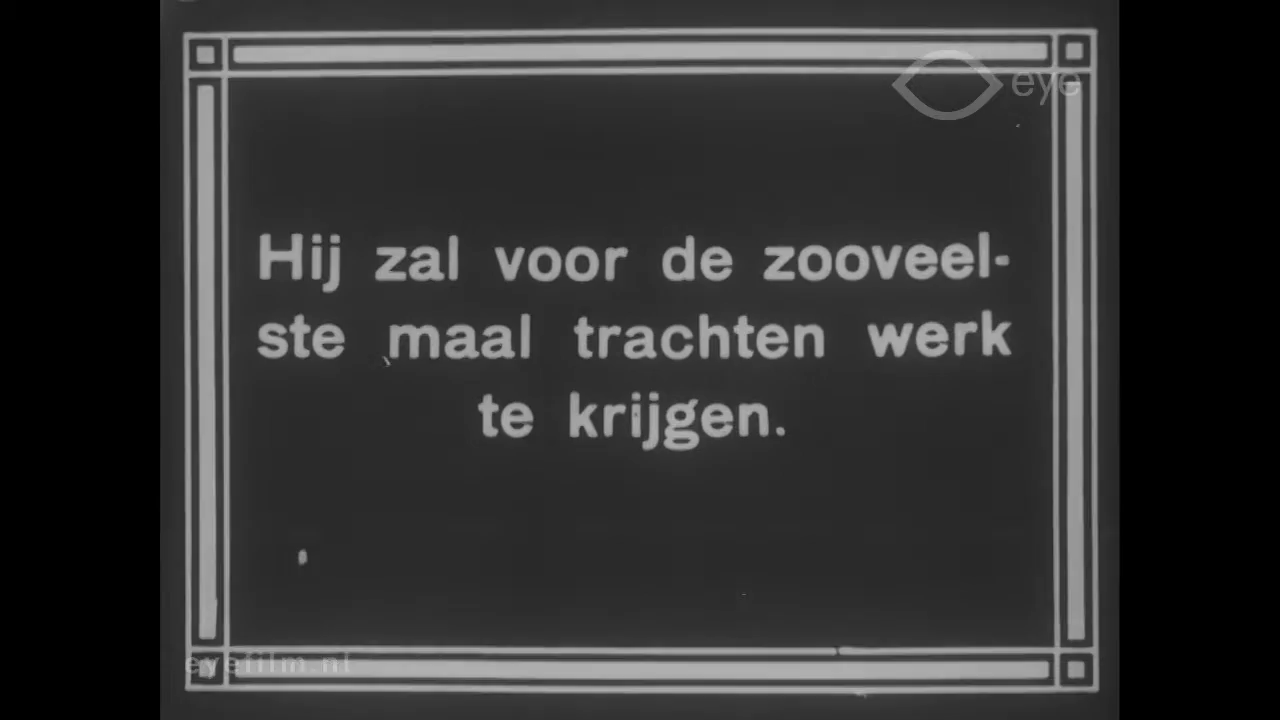 eye
Hij zal voor de zooveel-
ste maal trachten werk
te krijgen.
eyefilm.nl